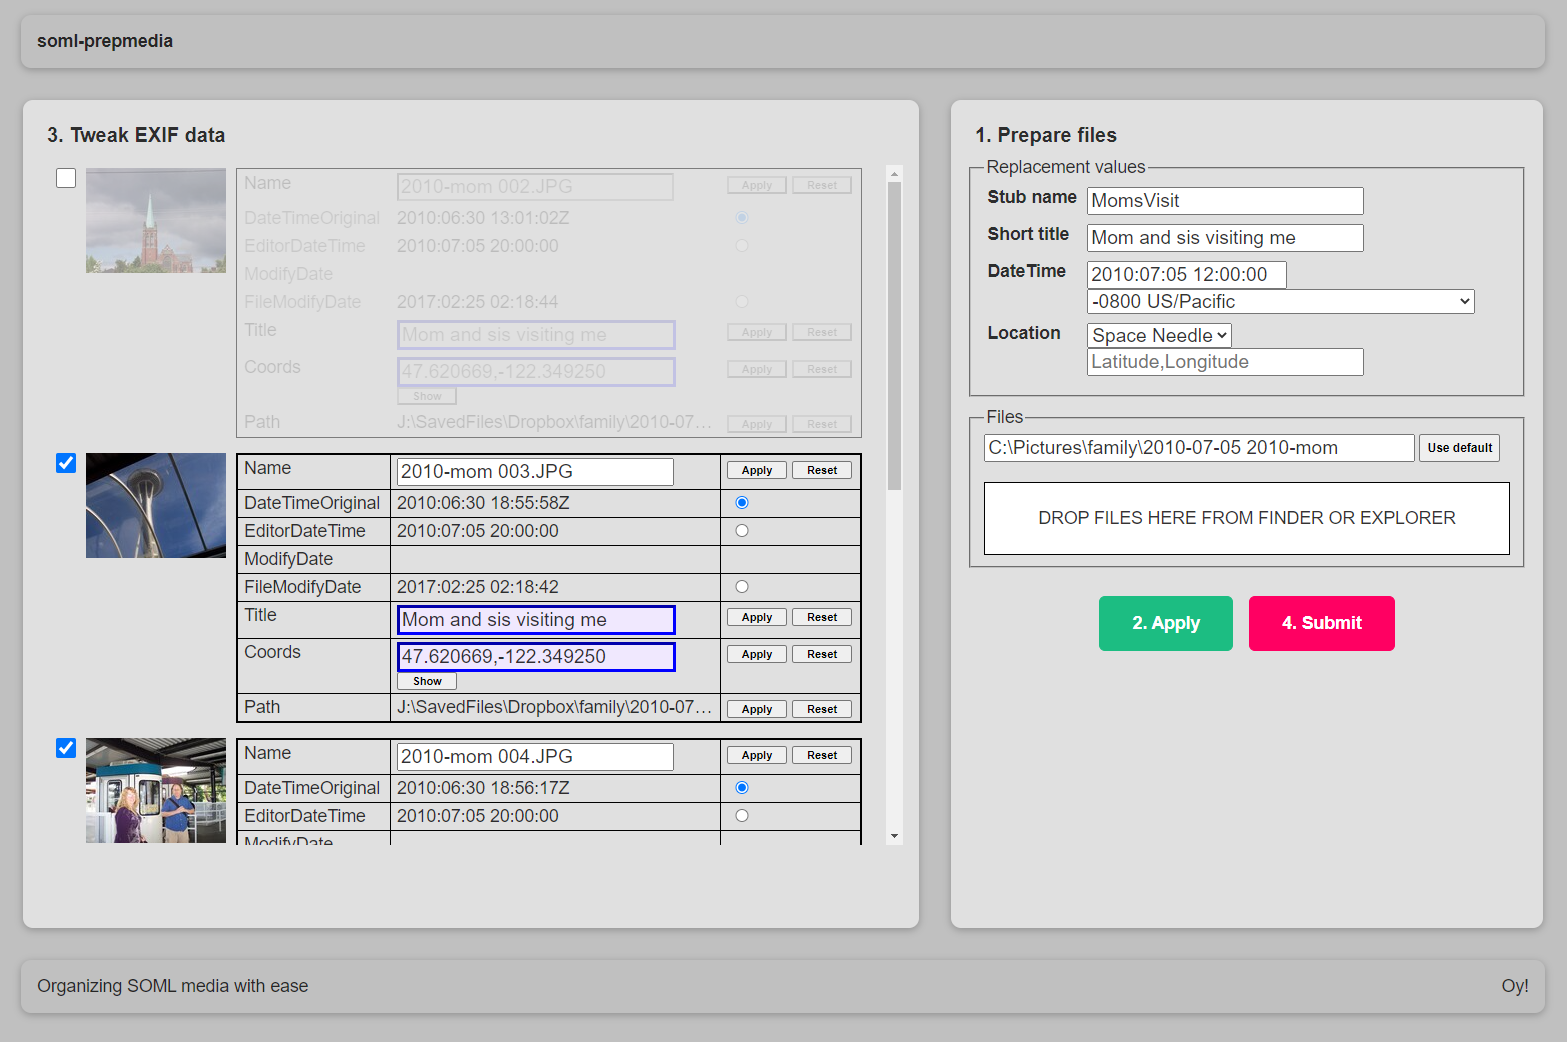 soml-prepmedia
3. Tweak EXIF data
Name 2010-mom 002.JPG Apply Reset
DateTimeOriginal 2010:06:30 13:01:02Z
EditorDateTime 2010:07:05 20:00:00
ModifyDate
FileModifyDate 2017:02:25 02:18:44
Title Mom and sis visiting me Apply Reset
Coords 47.620669,-122.349250 Apply Reset
Show
Path J:\SavedFiles\Dropbox\family\2010-07... Apply Reset
Name 2010-mom 003.JPG Apply Reset
DateTimeOriginal 2010:06:30 18:55:58Z
EditorDateTime 2010:07:05 20:00:00
ModifyDate
FileModifyDate 2017:02:25 02:18:42
Title Mom and sis visiting me Apply Reset
Coords 47.620669,-122.349250 Apply Reset
Show
Path J:\SavedFiles\Dropbox\family\2010-07... Apply Reset
Name 2010-mom 004.JPG Apply Reset
DateTimeOriginal 2010:06:30 18:56:17Z
EditorDateTime 2010:07:05 20:00:00
ModifyDate
1. Prepare files
Replacement values
Stub name MomsVisit
Short title Mom and sis visiting me
DateTime 2010:07:05 12:00:00
-0800 US/Pacific
Location Space Needle
Latitude,Longitude
Files
C:\Pictures\family\2010-07-05 2010-mom Use default
DROP FILES HERE FROM FINDER OR EXPLORER
2. Apply 4. Submit
Organizing SOML media with ease Oy!